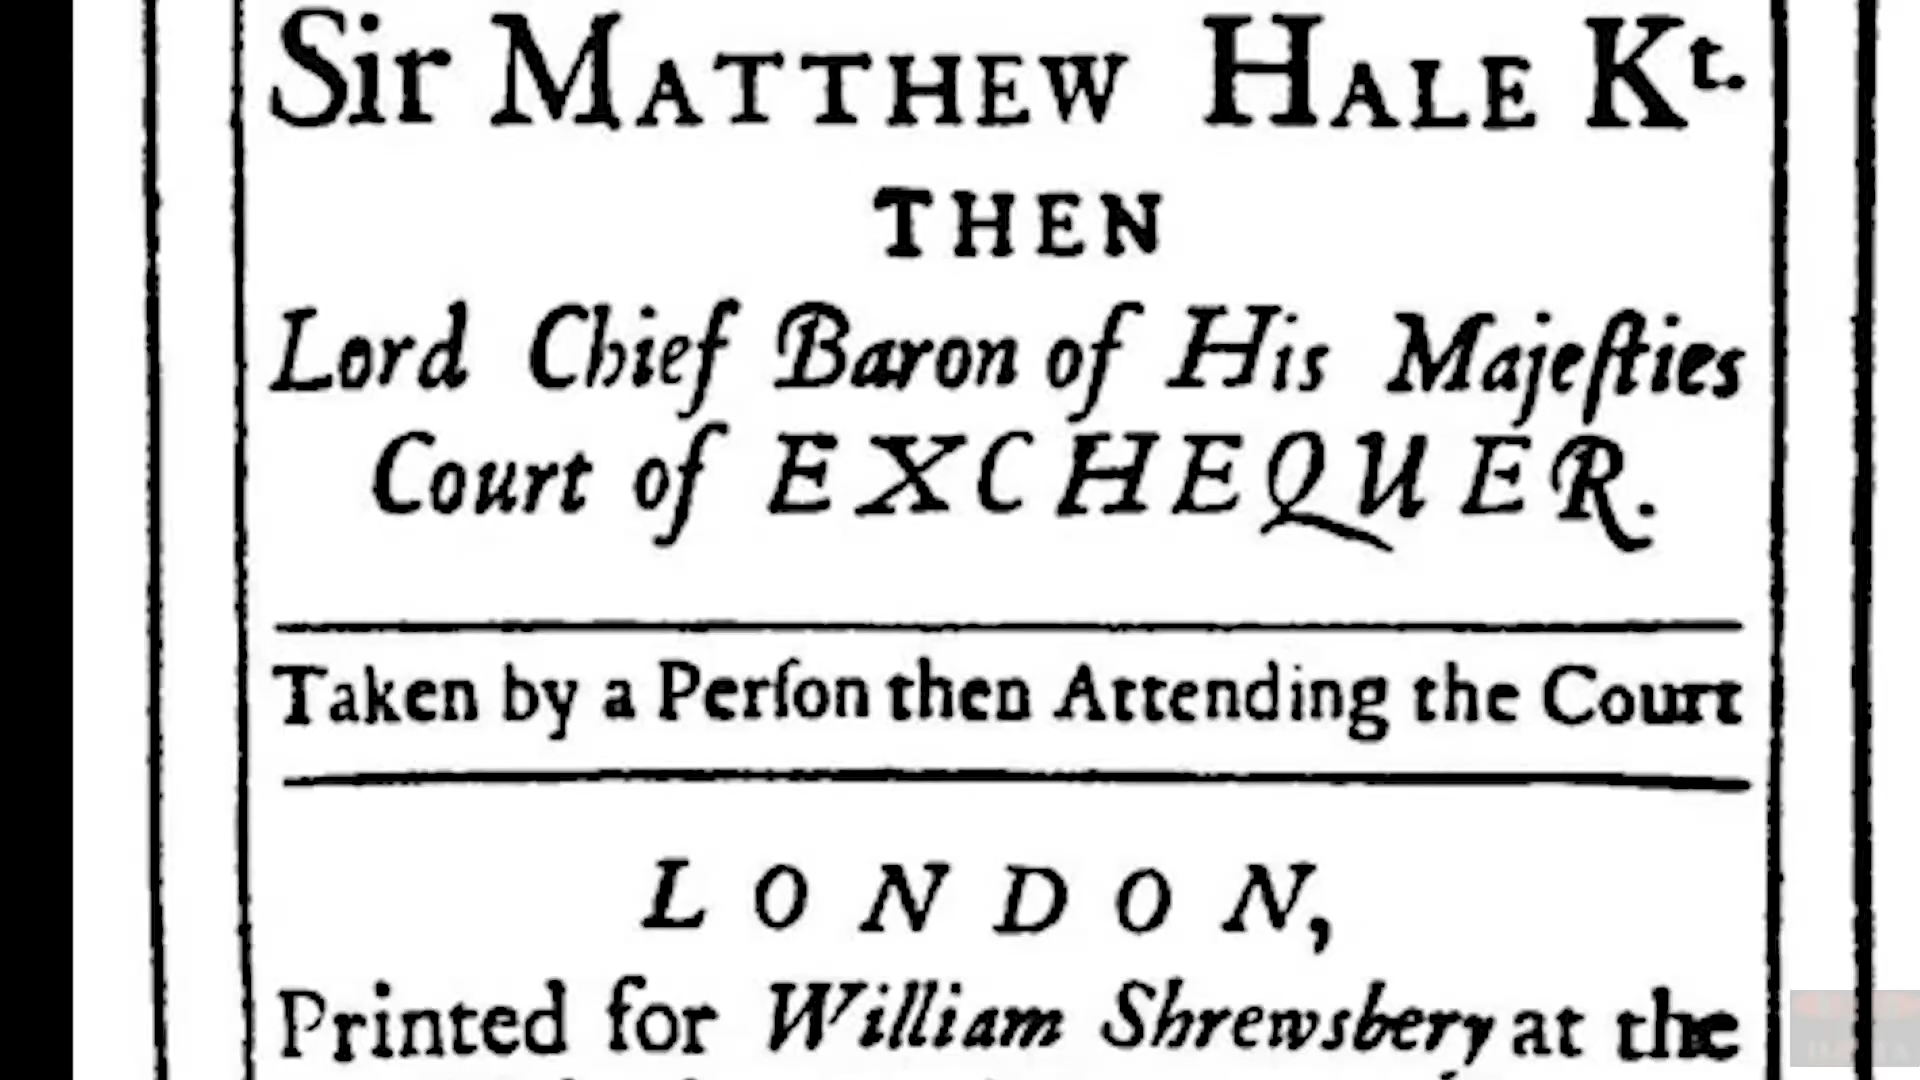 Sir MATTHEW HALE Kt.
THEN
Lord Chief Baron of His Majeſties
Court of EXCHEQUER.
Taken by a Perſon then Attending the Court
LONDON,
Printed for William Shrewsbery at the